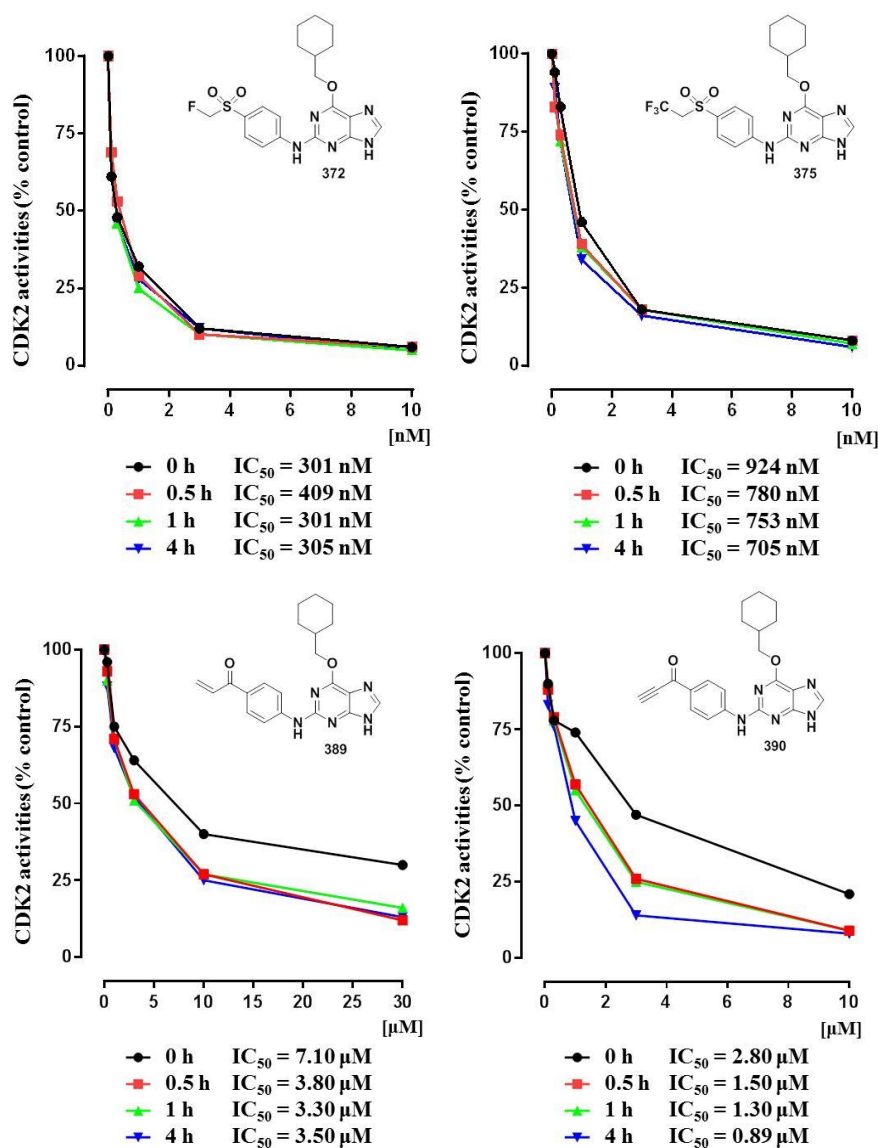 CDK2 activities (% control)
100
75
50
25
0
0 2 4 6 8 10
[nM]
F
S
O O
O
N
N
N
N
H
NH
372
0 h IC50 = 301 nM
0.5 h IC50 = 409 nM
1 h IC50 = 301 nM
4 h IC50 = 305 nM
CDK2 activities (% control)
100
75
50
25
0
0 2 4 6 8 10
[nM]
F3C
S
O O
O
N
N
N
N
H
NH
375
0 h IC50 = 924 nM
0.5 h IC50 = 780 nM
1 h IC50 = 753 nM
4 h IC50 = 705 nM
CDK2 activities (% control)
100
75
50
25
0
0 5 10 15 20 25 30
[µM]
O
O
N
N
N
N
H
NH
389
0 h IC50 = 7.10 µM
0.5 h IC50 = 3.80 µM
1 h IC50 = 3.30 µM
4 h IC50 = 3.50 µM
CDK2 activities (% control)
100
75
50
25
0
0 2 4 6 8 10
[µM]
O
O
N
N
N
N
H
NH
390
0 h IC50 = 2.80 µM
0.5 h IC50 = 1.50 µM
1 h IC50 = 1.30 µM
4 h IC50 = 0.89 µM